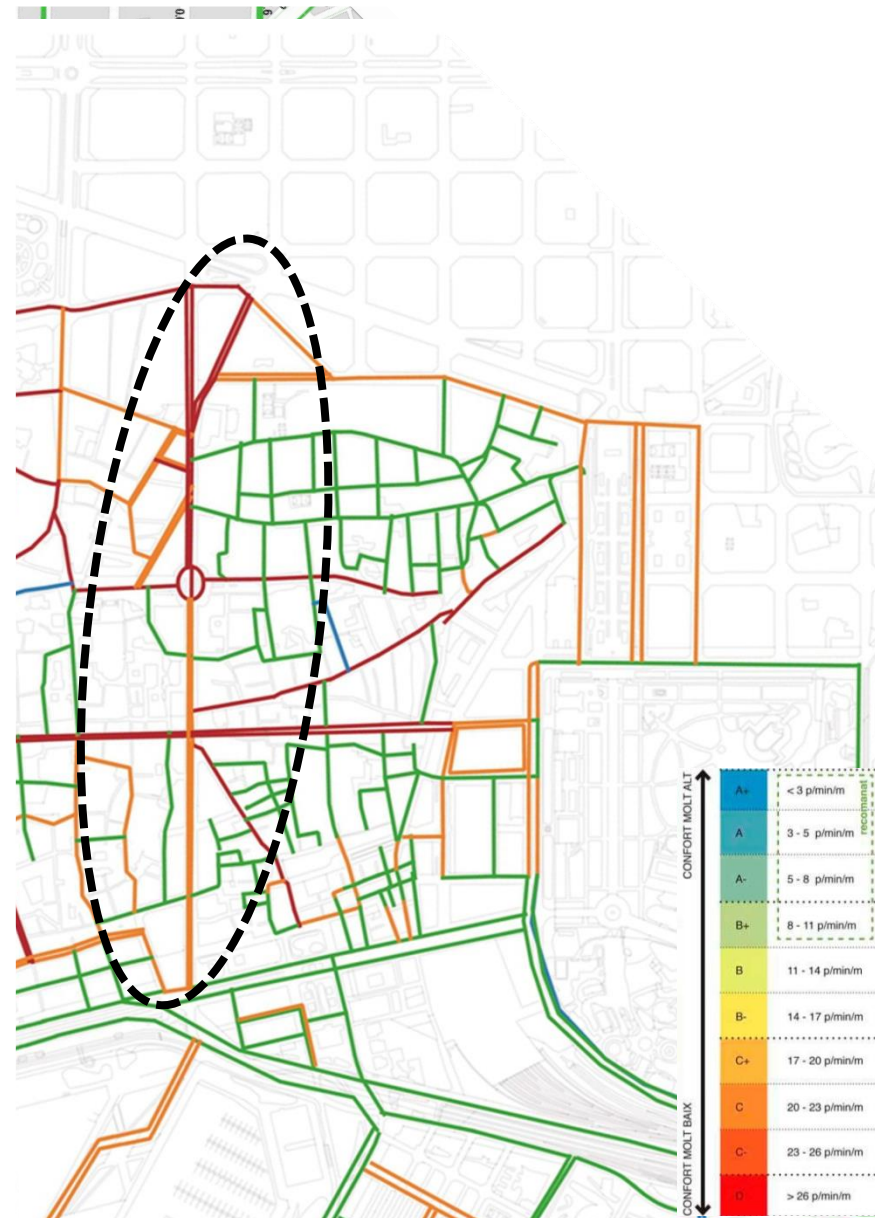 CONFORT MOLT ALT
CONFORT MOLT BAIX
recomanat
A+ < 3 p/min/m
A 3 - 5 p/min/m
A- 5 - 8 p/min/m
B+ 8 - 11 p/min/m
B 11 - 14 p/min/m
B- 14 - 17 p/min/m
C+ 17 - 20 p/min/m
C 20 - 23 p/min/m
C- 23 - 26 p/min/m
D > 26 p/min/m